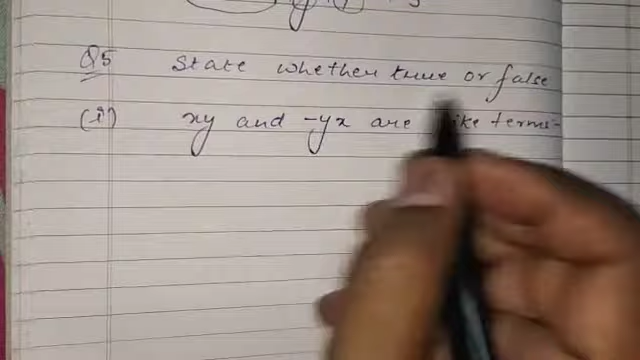 Q5 State whether true or false
(i) xy and -yx are like terms-